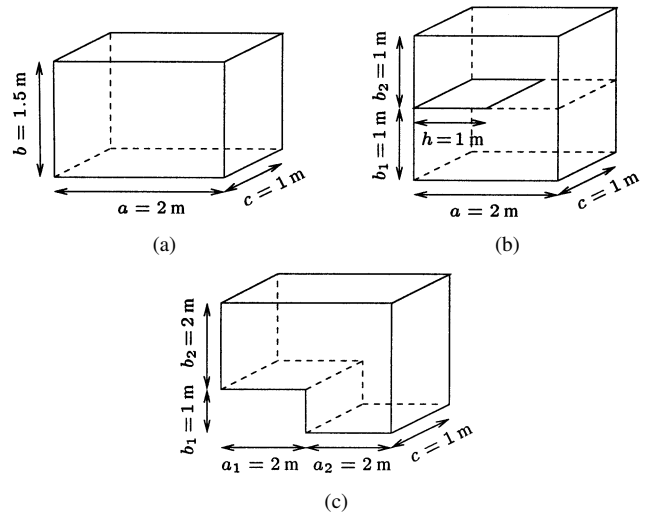 b = 1.5 m
a = 2 m
c = 1 m
(a)
b₂ = 1 m
b₁ = 1 m
h = 1 m
a = 2 m
c = 1 m
(b)
b₂ = 2 m
b₁ = 1 m
a₁ = 2 m
a₂ = 2 m
c = 1 m
(c)